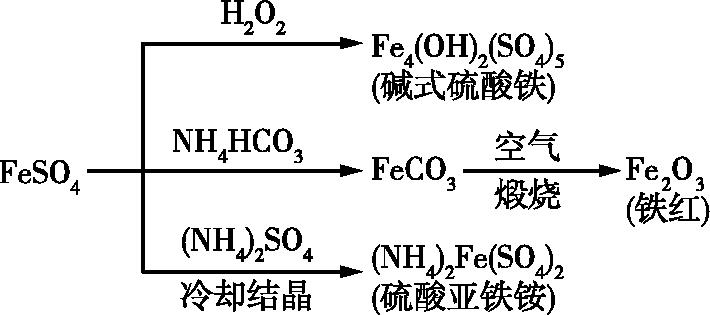 H₂O₂
Fe₄(OH)₂(SO₄)₅
(碱式硫酸铁)
FeSO₄
NH₄HCO₃
FeCO₃
空气
煅烧
Fe₂O₃
(铁红)
(NH₄)₂SO₄
冷却结晶
(NH₄)₂Fe(SO₄)₂
(硫酸亚铁铵)